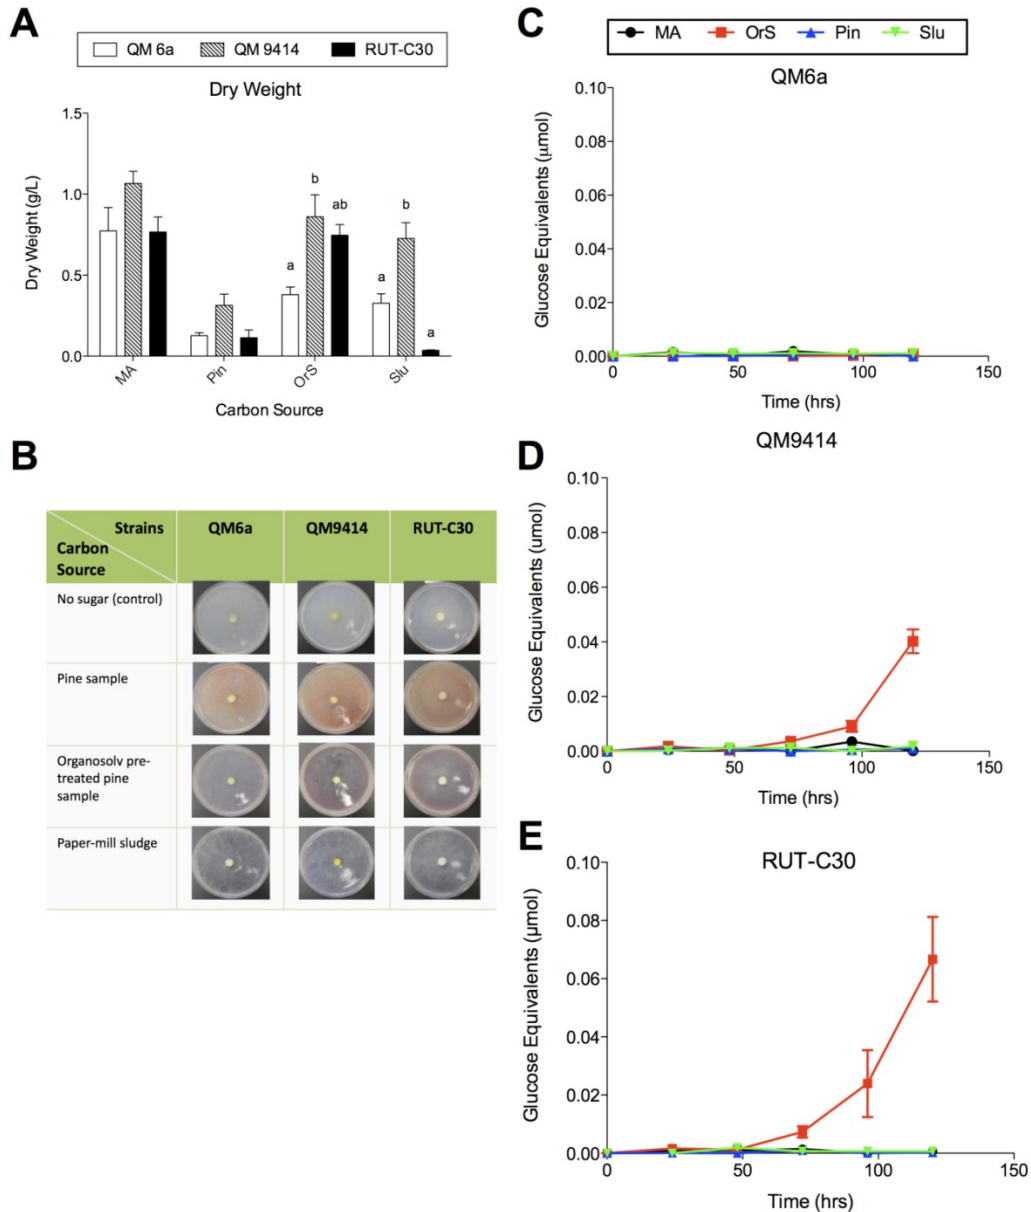 A
QM 6a QM 9414 RUT-C30
Dry Weight
Dry Weight (g/L)
1.5
1.0
0.5
0.0
a
b
ab
a
b
a
MA Pin OrS Slu
Carbon Source
B
Strains
Carbon
Source
QM6a QM9414 RUT-C30
No sugar (control)
Pine sample
Organosolv pre-
treated pine
sample
Paper-mill sludge
C
MA OrS Pin Slu
QM6a
Glucose Equivalents (µmol)
0.10
0.08
0.06
0.04
0.02
0.00
0 50 100 150
Time (hrs)
D
QM9414
Glucose Equivalents (umol)
0.10
0.08
0.06
0.04
0.02
0.00
0 50 100 150
Time (hrs)
E
RUT-C30
Glucose Equivalents (µmol)
0.10
0.08
0.06
0.04
0.02
0.00
0 50 100 150
Time (hrs)